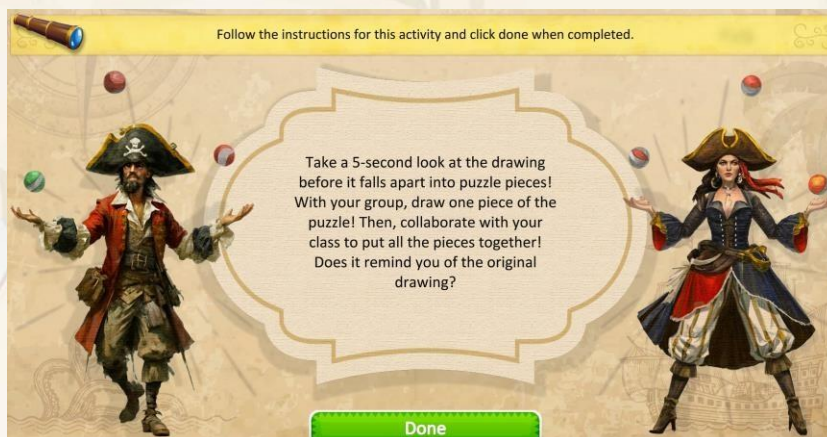 Follow the instructions for this activity and click done when completed.
Take a 5-second look at the drawing
before it falls apart into puzzle pieces!
With your group, draw one piece of the
puzzle! Then, collaborate with your
class to put all the pieces together!
Does it remind you of the original
drawing?
Done